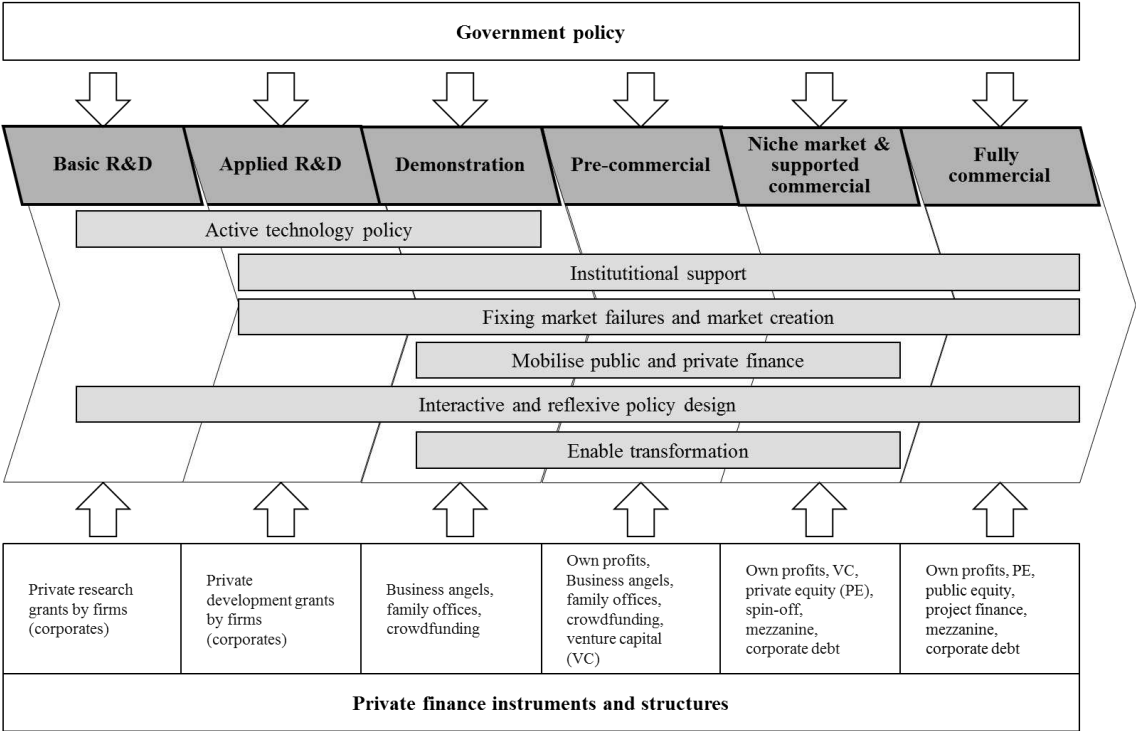 Government policy
Basic R&D
Applied R&D
Demonstration
Pre-commercial
Niche market &
supported
commercial
Fully
commercial
Active technology policy
Institutitional support
Fixing market failures and market creation
Mobilise public and private finance
Interactive and reflexive policy design
Enable transformation
Private research
grants by firms
(corporates)
Private
development grants
by firms
(corporates)
Business angels,
family offices,
crowdfunding
Own profits,
Business angels,
family offices,
crowdfunding,
venture capital
(VC)
Own profits, VC,
private equity (PE),
spin-off,
mezzanine,
corporate debt
Own profits, PE,
public equity,
project finance,
mezzanine,
corporate debt
Private finance instruments and structures